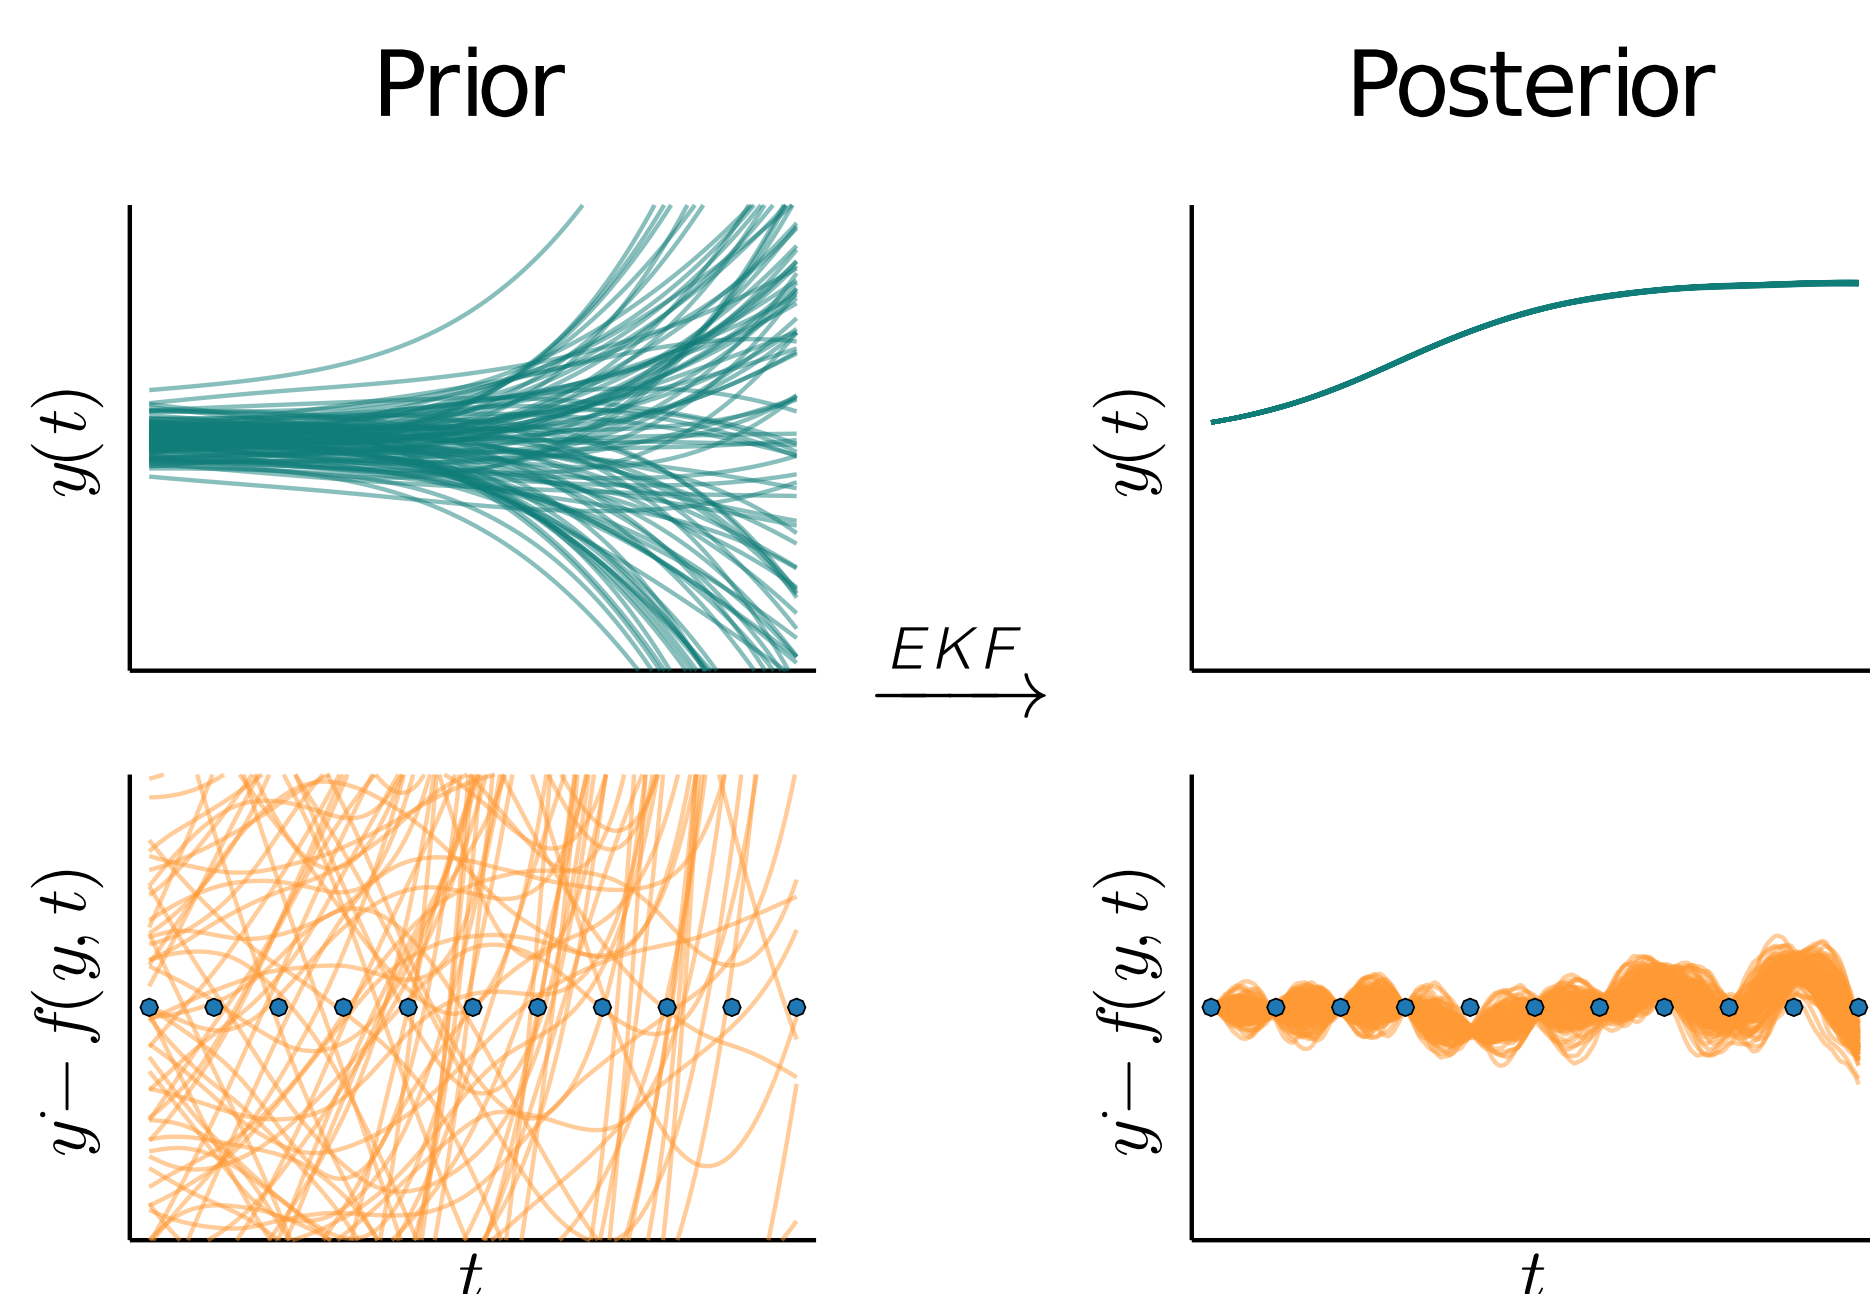 Prior
Posterior
y(t)
y(t)
EKF
ẏ − f(y, t)
ẏ − f(y, t)
t
t